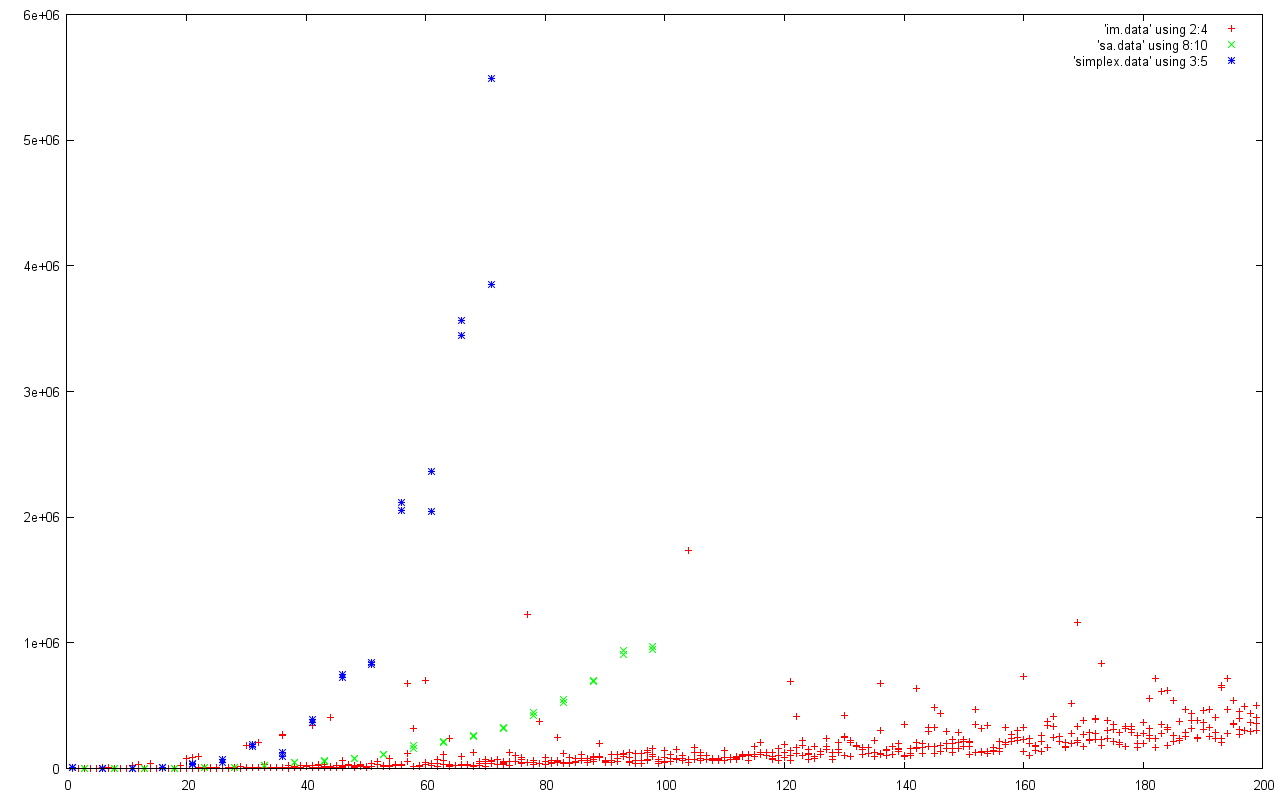 6e+06
'im.data' using 2:4
'sa.data' using 8:10
'simplex.data' using 3:5
5e+06
4e+06
3e+06
2e+06
1e+06
0
0 20 40 60 80 100 120 140 160 180 200